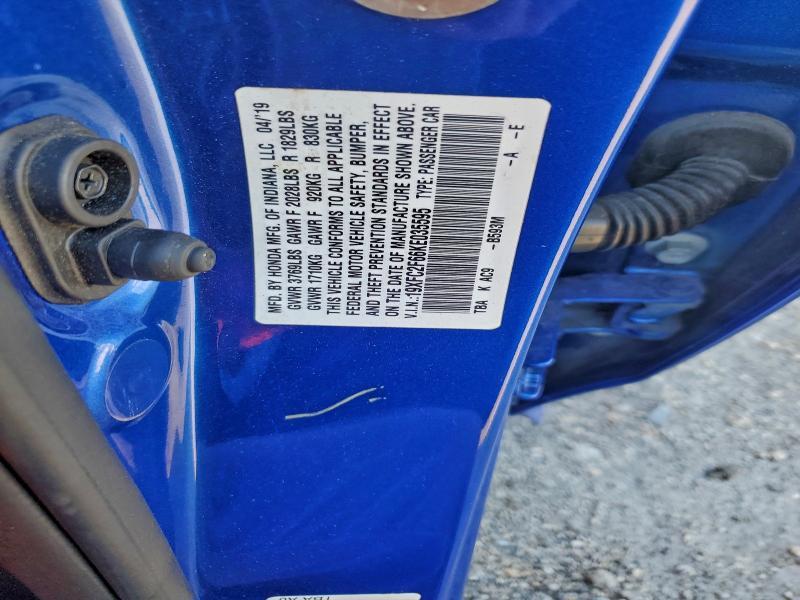 MFD. BY HONDA MFG. OF INDIANA, LLC 04/'19
GVWR 3769LBS GAWR F 2028LBS R 1829LBS
GVWR 1710KG GAWR F 920KG R 830KG
THIS VEHICLE CONFORMS TO ALL APPLICABLE
FEDERAL MOTOR VEHICLE SAFETY, BUMPER,
AND THEFT PREVENTION STANDARDS IN EFFECT
ON THE DATE OF MANUFACTURE SHOWN ABOVE.
V.I.N.:19XFC2F66KE035595 TYPE: PASSENGER CAR
TBA K AC9 -B593M -A -E